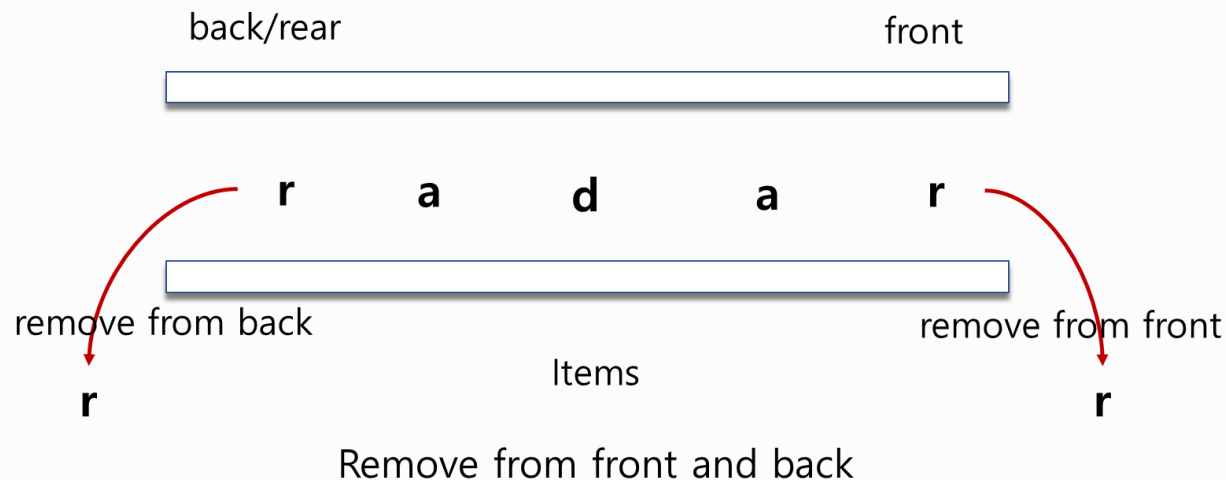 back/rear front
r a d a r
remove from back remove from front
Items
r r
Remove from front and back